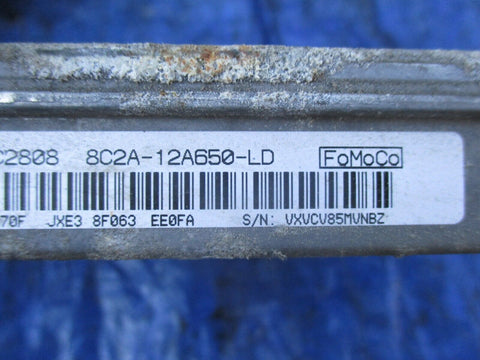 C2808 8C2A-12A650-LD FoMoCo
70F JXE3 8F063 EE0FA S/N: VXVCV85MVNBZ